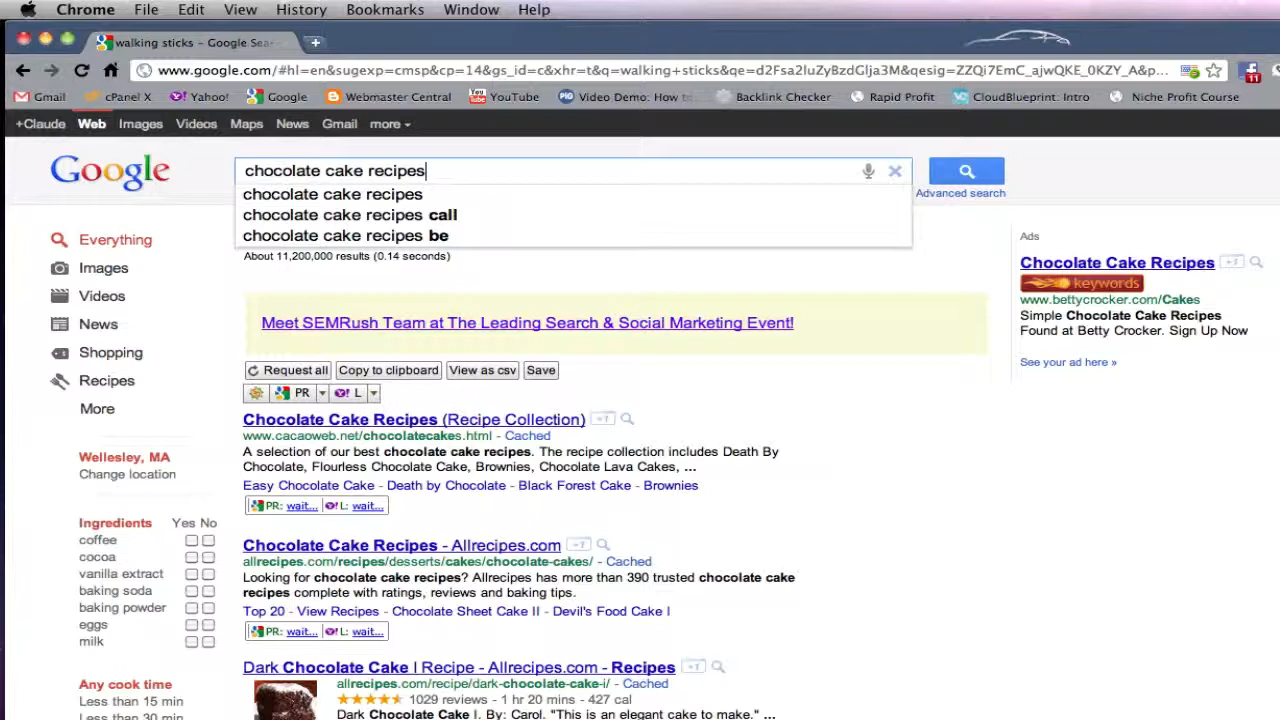 Chrome File Edit View History Bookmarks Window Help
walking sticks – Google Sea
www.google.com/#hl=en&sugexp=cmsp&cp=14&gs_id=c&xhr=t&q=walking+sticks&qe=d2Fsa2luZyBzdGlja3M&qesig=ZZQi7EmC_ajwQKE_0KZY_A&p...
Gmail cPanel X Yahoo! Google Webmaster Central YouTube Video Demo: How to Backlink Checker Rapid Profit CloudBlueprint: Intro Niche Profit Course
11
+Claude Web Images Videos Maps News Gmail more
Google
chocolate cake recipes
Advanced search
chocolate cake recipes
chocolate cake recipes call
chocolate cake recipes be
About 11,200,000 results (0.14 seconds)
Everything
Images
Videos
News
Shopping
Recipes
More
Wellesley, MA
Change location
Ingredients Yes No
coffee
cocoa
vanilla extract
baking soda
baking powder
eggs
milk
Any cook time
Less than 15 min
Less than 30 min
Meet SEMRush Team at The Leading Search & Social Marketing Event!
Request all Copy to clipboard View as csv Save
PR Y! L
Chocolate Cake Recipes (Recipe Collection) +1
www.cacaoweb.net/chocolatecakes.html - Cached
A selection of our best chocolate cake recipes. The recipe collection includes Death By
Chocolate, Flourless Chocolate Cake, Brownies, Chocolate Lava Cakes, ...
Easy Chocolate Cake - Death by Chocolate - Black Forest Cake - Brownies
PR: wait... Y! L: wait...
Chocolate Cake Recipes - Allrecipes.com +1
allrecipes.com/recipes/desserts/cakes/chocolate-cakes/ - Cached
Looking for chocolate cake recipes? Allrecipes has more than 390 trusted chocolate cake
recipes complete with ratings, reviews and baking tips.
Top 20 - View Recipes - Chocolate Sheet Cake II - Devil's Food Cake I
PR: wait... Y! L: wait...
Dark Chocolate Cake I Recipe - Allrecipes.com - Recipes +1
allrecipes.com/recipe/dark-chocolate-cake-i/ - Cached
1029 reviews - 1 hr 20 mins - 427 cal
Dark Chocolate Cake I. By: Carol. "This is an elegant cake to make." ...
Ads
Chocolate Cake Recipes +1
keywords
www.bettycrocker.com/Cakes
Simple Chocolate Cake Recipes
Found at Betty Crocker. Sign Up Now
See your ad here »